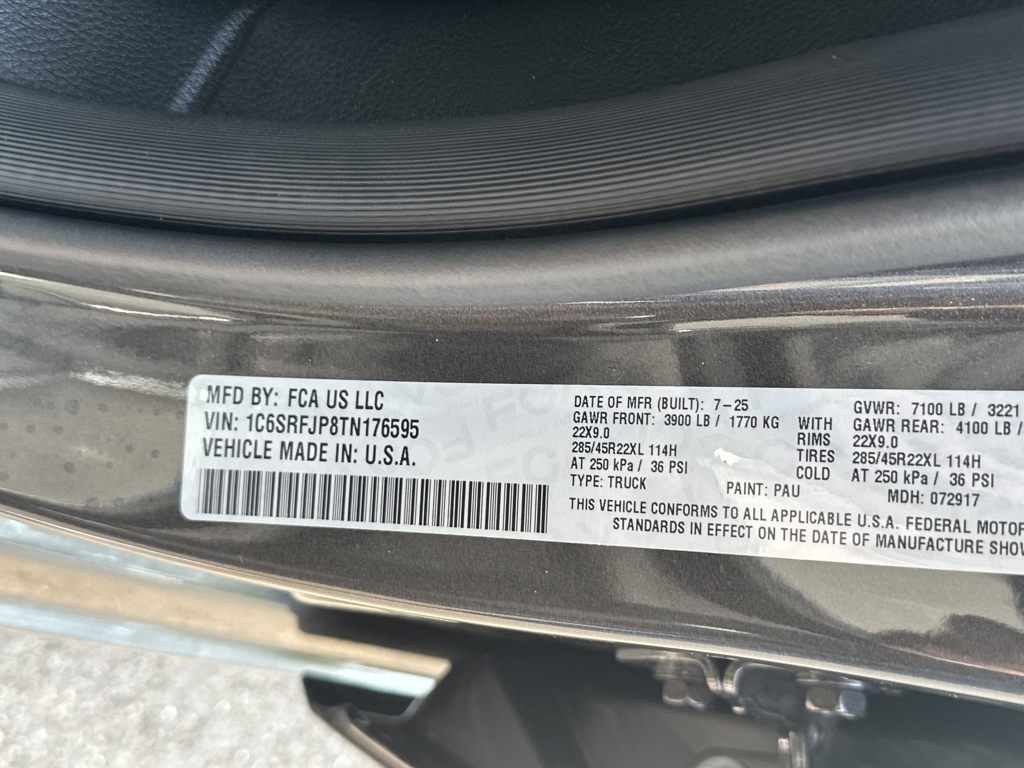 MFD BY: FCA US LLC
VIN: 1C6SRFJP8TN176595
VEHICLE MADE IN: U.S.A.
DATE OF MFR (BUILT): 7-25
GVWR: 7100 LB / 3221
GAWR FRONT: 3900 LB / 1770 KG WITH GAWR REAR: 4100 LB /
22X9.0 RIMS 22X9.0
285/45R22XL 114H TIRES 285/45R22XL 114H
AT 250 kPa / 36 PSI COLD AT 250 kPa / 36 PSI
TYPE: TRUCK PAINT: PAU MDH: 072917
THIS VEHICLE CONFORMS TO ALL APPLICABLE U.S.A. FEDERAL MOTOR
STANDARDS IN EFFECT ON THE DATE OF MANUFACTURE